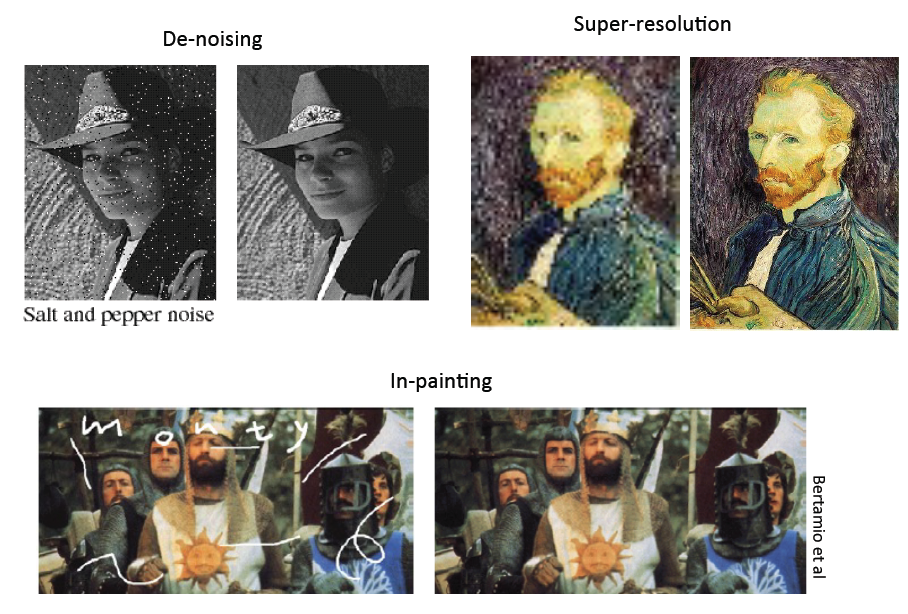 De-noising
Super-resolution
Salt and pepper noise
In-painting
monty
Bertamio et al